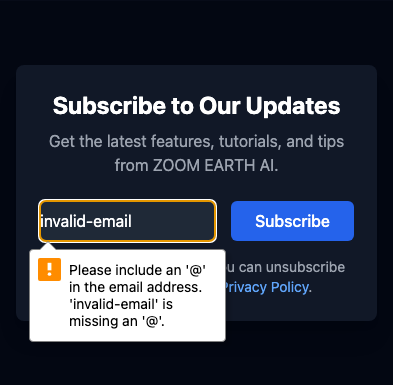 Subscribe to Our Updates
Get the latest features, tutorials, and tips
from ZOOM EARTH AI.
invalid-email
Subscribe
you can unsubscribe
Privacy Policy.
Please include an '@'
in the email address.
'invalid-email' is
missing an '@'.